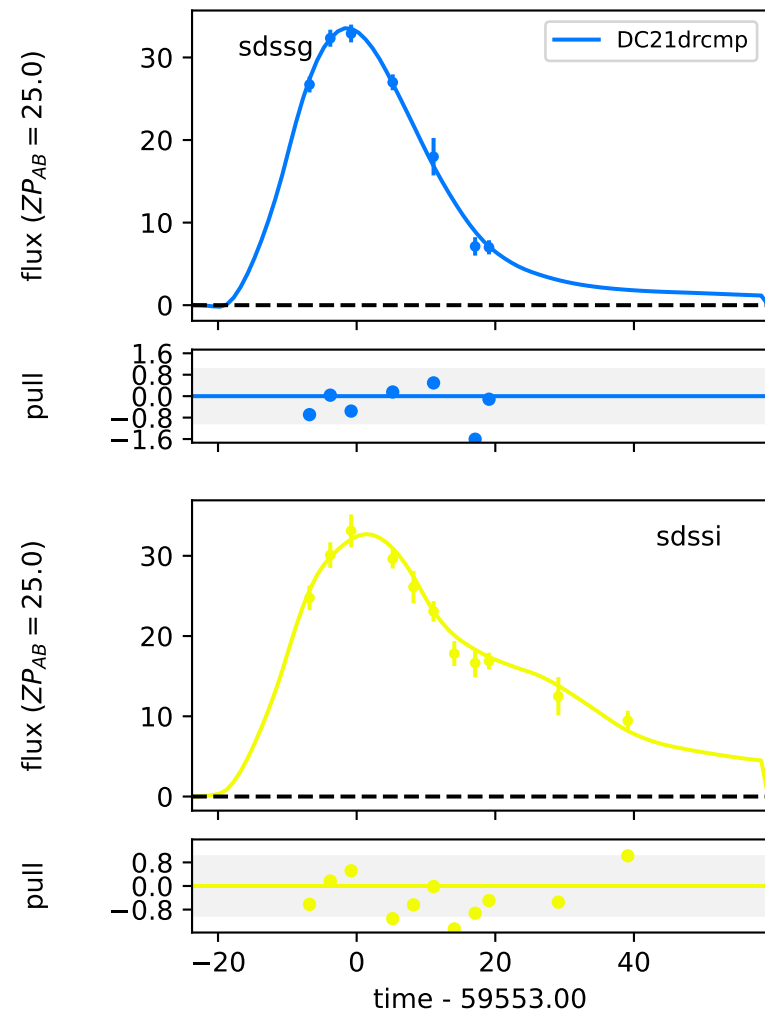 sdssg
DC21drcmp
flux (ZP_AB = 25.0)
30
20
10
0
pull
1.6
0.8
0.0
−0.8
−1.6
sdssi
flux (ZP_AB = 25.0)
30
20
10
0
pull
0.8
0.0
−0.8
−20 0 20 40
time - 59553.00